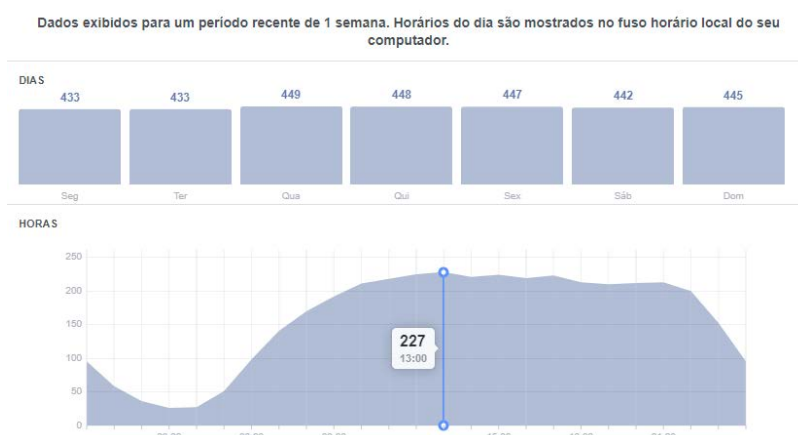 Dados exibidos para um período recente de 1 semana. Horários do dia são mostrados no fuso horário local do seu
computador.
DIAS
433 433 449 448 447 442 445
Seg Ter Qua Qui Sex Sáb Dom
HORAS
250
200
150
100
50
0
227
13:00